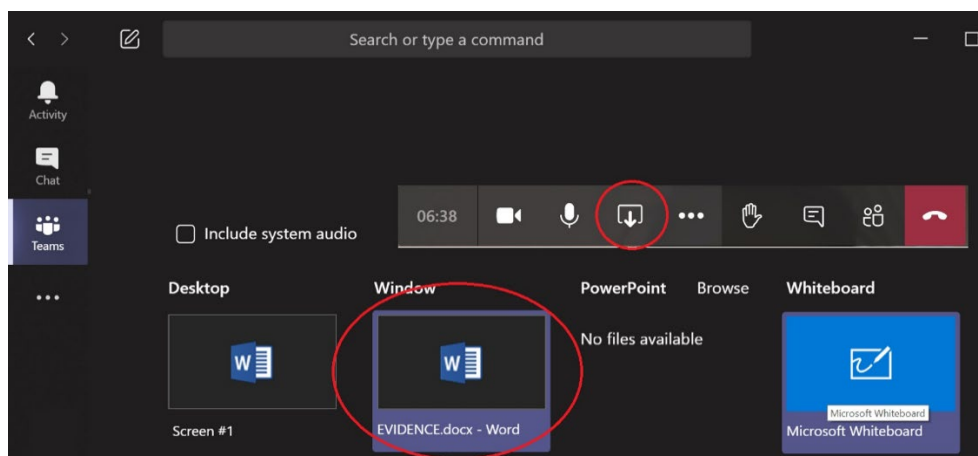 Search or type a command
Activity
Chat
Teams
06:38
Include system audio
Desktop
Window
PowerPoint Browse
Whiteboard
W
Screen #1
W
EVIDENCE.docx - Word
No files available
Microsoft Whiteboard
Microsoft Whiteboard